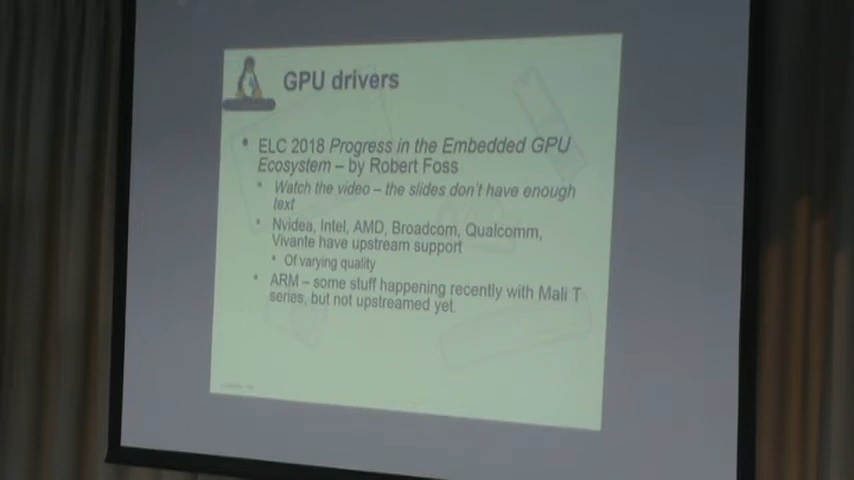 GPU drivers
• ELC 2018 Progress in the Embedded GPU
Ecosystem – by Robert Foss
• Watch the video – the slides don't have enough
text
• Nvidea, Intel, AMD, Broadcom, Qualcomm,
Vivante have upstream support
• Of varying quality
• ARM – some stuff happening recently with Mali T
series, but not upstreamed yet.